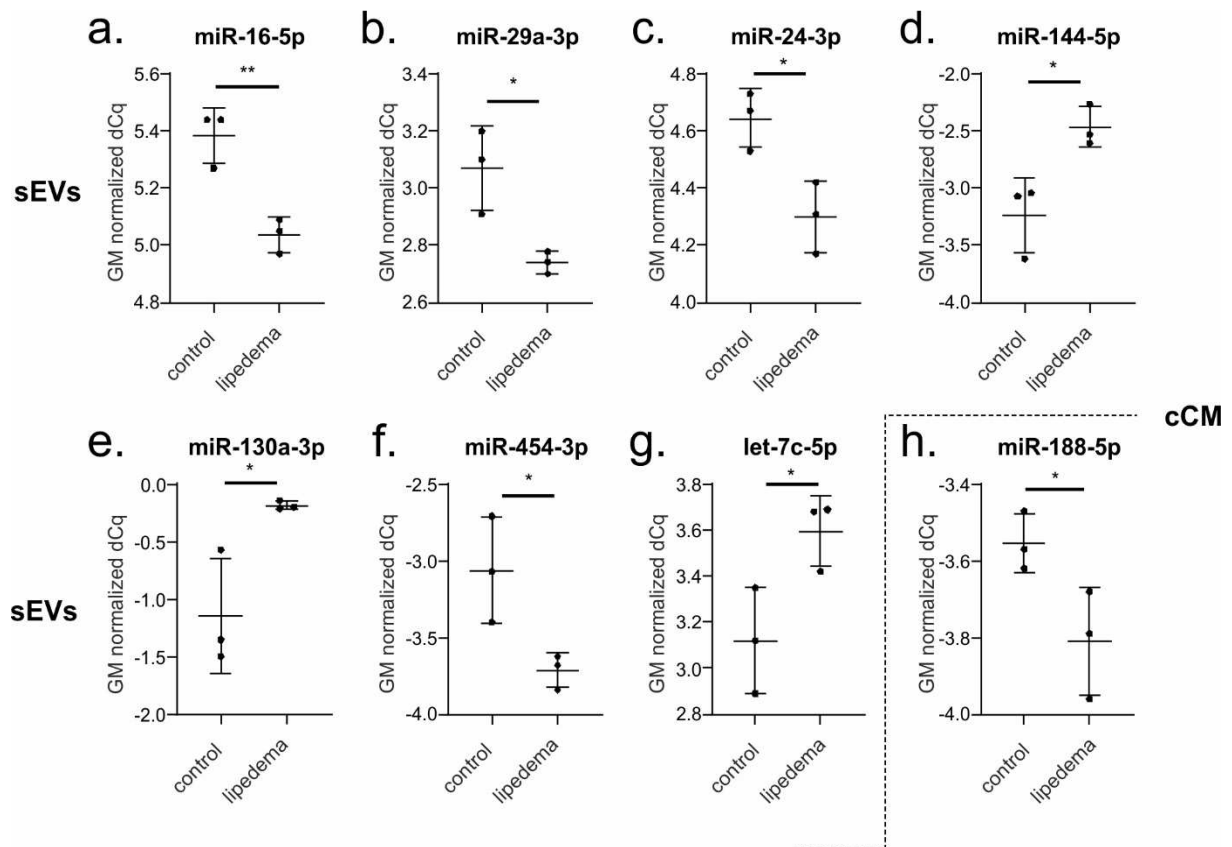 a. miR-16-5p
**
GM normalized dCq
5.6
5.4
5.2
5.0
4.8
control
lipedema
b. miR-29a-3p
*
GM normalized dCq
3.4
3.2
3.0
2.8
2.6
control
lipedema
c. miR-24-3p
*
GM normalized dCq
4.8
4.6
4.4
4.2
4.0
control
lipedema
d. miR-144-5p
*
GM normalized dCq
-2.0
-2.5
-3.0
-3.5
-4.0
control
lipedema
sEVs
cCM
e. miR-130a-3p
*
GM normalized dCq
0.0
-0.5
-1.0
-1.5
-2.0
control
lipedema
f. miR-454-3p
*
GM normalized dCq
-2.5
-3.0
-3.5
-4.0
control
lipedema
g. let-7c-5p
*
GM normalized dCq
3.8
3.6
3.4
3.2
3.0
2.8
control
lipedema
h. miR-188-5p
*
GM normalized dCq
-3.4
-3.6
-3.8
-4.0
control
lipedema
sEVs